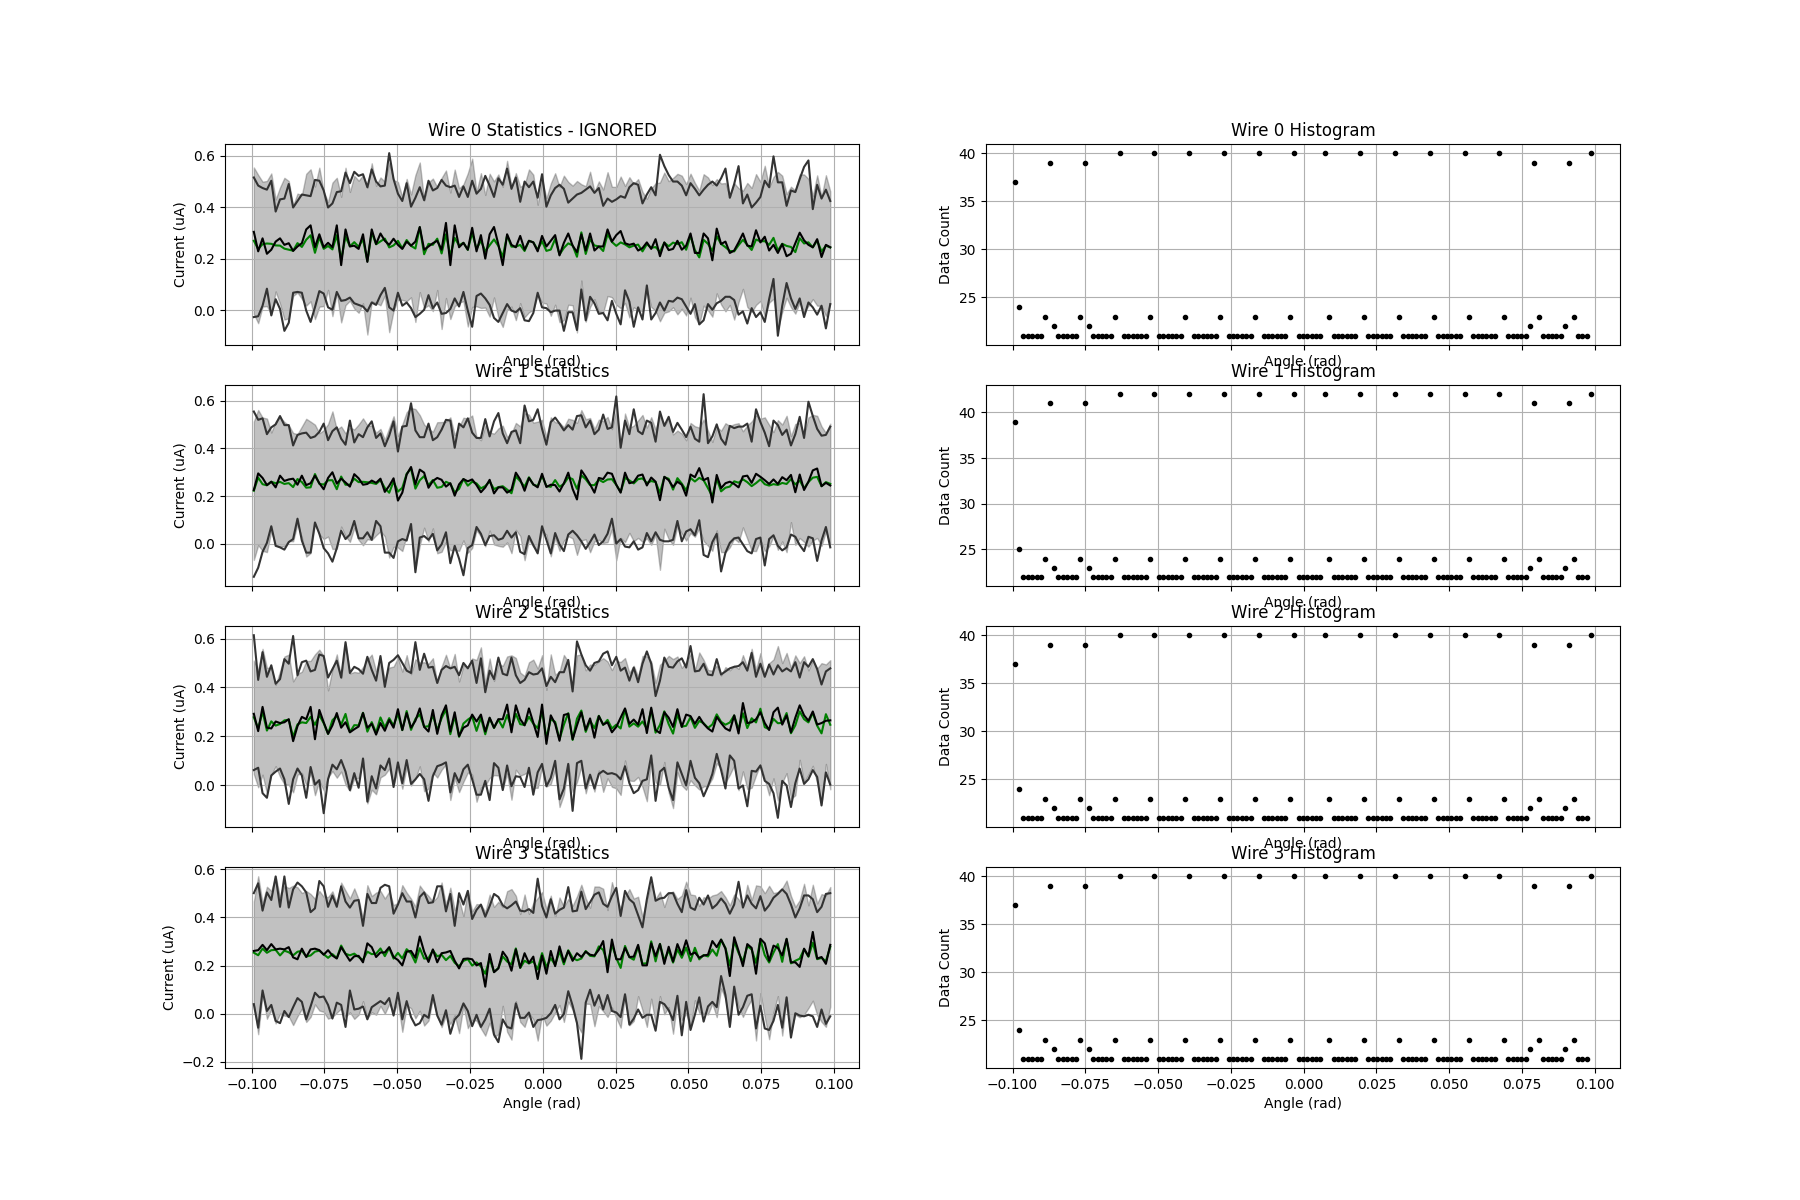 Wire 0 Statistics - IGNORED
Current (uA)
0.6
0.4
0.2
0.0
Angle (rad)
Wire 0 Histogram
Data Count
40
35
30
25
Angle (rad)
Wire 1 Statistics
Current (uA)
0.6
0.4
0.2
0.0
Angle (rad)
Wire 1 Histogram
Data Count
40
35
30
25
Angle (rad)
Wire 2 Statistics
Current (uA)
0.6
0.4
0.2
0.0
Angle (rad)
Wire 2 Histogram
Data Count
40
35
30
25
Angle (rad)
Wire 3 Statistics
Current (uA)
0.6
0.4
0.2
0.0
−0.2
−0.100 −0.075 −0.050 −0.025 0.000 0.025 0.050 0.075 0.100
Angle (rad)
Wire 3 Histogram
Data Count
40
35
30
25
−0.100 −0.075 −0.050 −0.025 0.000 0.025 0.050 0.075 0.100
Angle (rad)